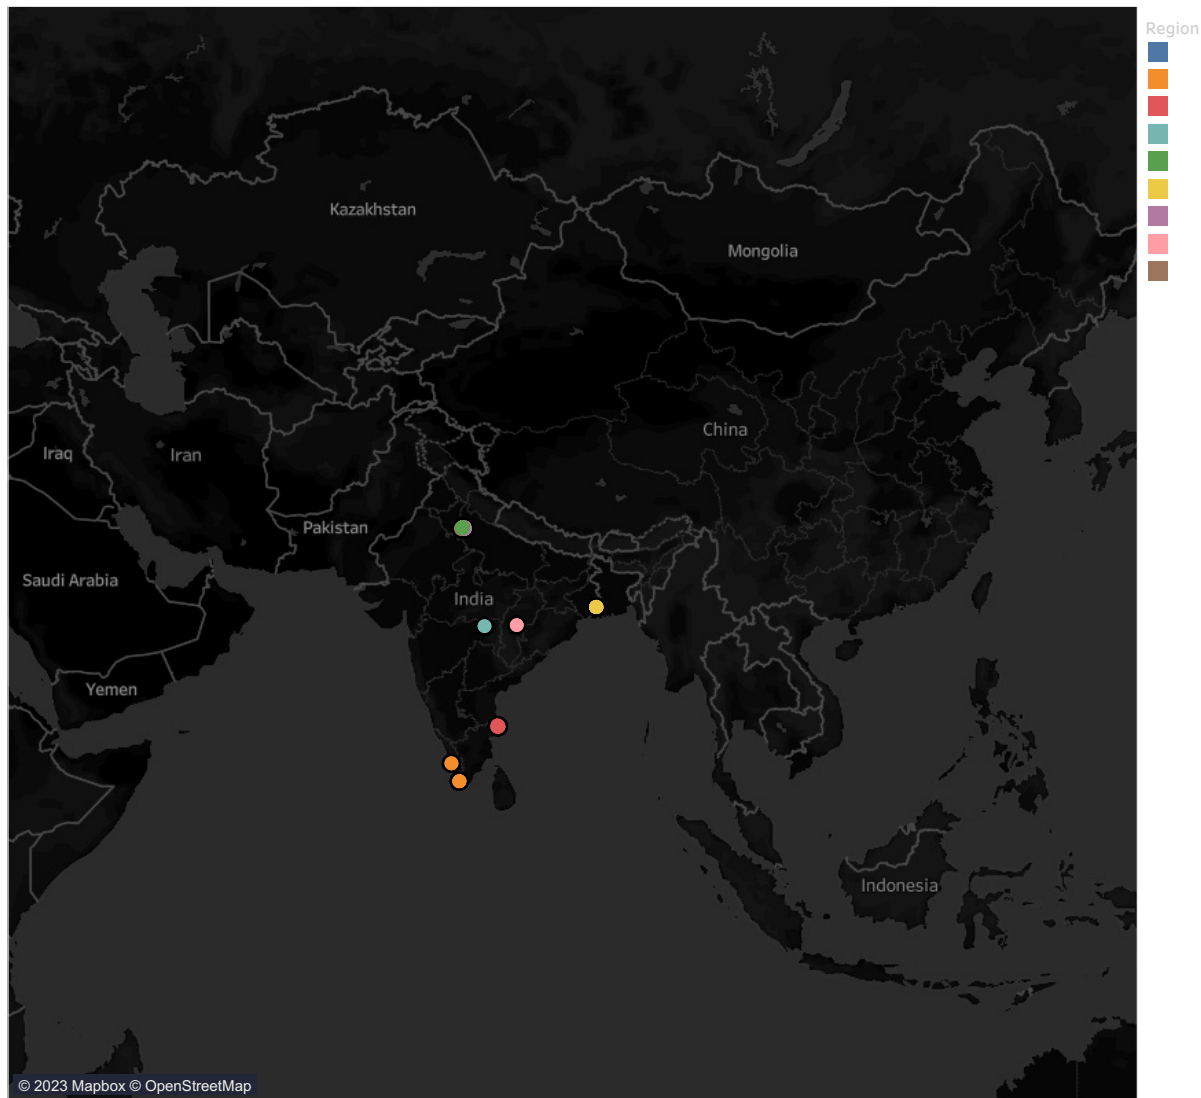 Region
Kazakhstan
Mongolia
China
Iraq
Iran
Pakistan
Saudi Arabia
India
Yemen
Indonesia
© 2023 Mapbox © OpenStreetMap